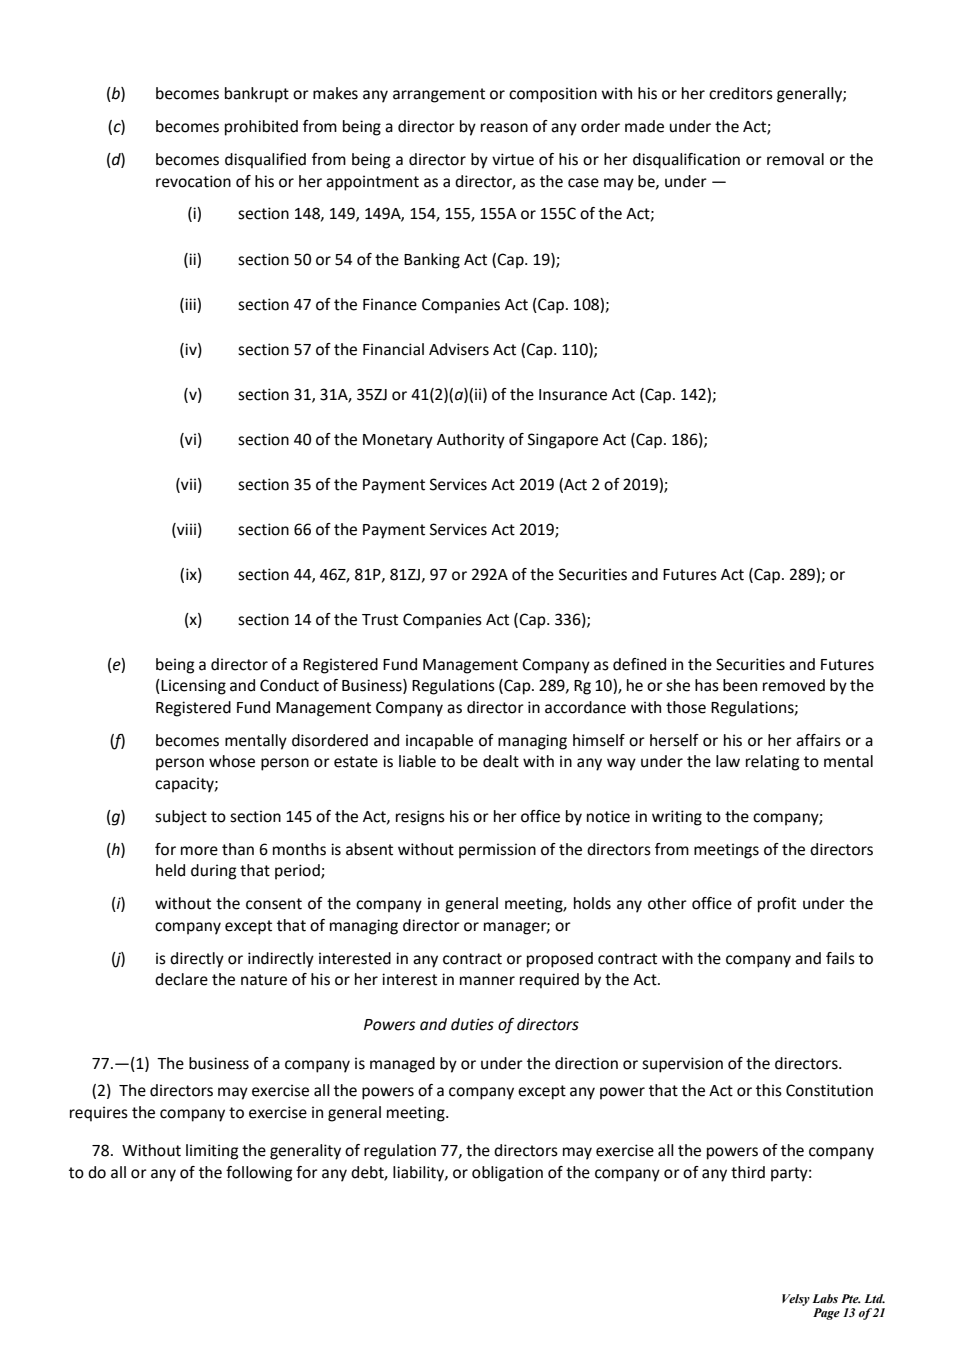 (b) becomes bankrupt or makes any arrangement or composition with his or her creditors generally;
(c) becomes prohibited from being a director by reason of any order made under the Act;
(d) becomes disqualified from being a director by virtue of his or her disqualification or removal or the
revocation of his or her appointment as a director, as the case may be, under —
(i) section 148, 149, 149A, 154, 155, 155A or 155C of the Act;
(ii) section 50 or 54 of the Banking Act (Cap. 19);
(iii) section 47 of the Finance Companies Act (Cap. 108);
(iv) section 57 of the Financial Advisers Act (Cap. 110);
(v) section 31, 31A, 35ZJ or 41(2)(a)(ii) of the Insurance Act (Cap. 142);
(vi) section 40 of the Monetary Authority of Singapore Act (Cap. 186);
(vii) section 35 of the Payment Services Act 2019 (Act 2 of 2019);
(viii) section 66 of the Payment Services Act 2019;
(ix) section 44, 46Z, 81P, 81ZJ, 97 or 292A of the Securities and Futures Act (Cap. 289); or
(x) section 14 of the Trust Companies Act (Cap. 336);
(e) being a director of a Registered Fund Management Company as defined in the Securities and Futures
(Licensing and Conduct of Business) Regulations (Cap. 289, Rg 10), he or she has been removed by the
Registered Fund Management Company as director in accordance with those Regulations;
(f) becomes mentally disordered and incapable of managing himself or herself or his or her affairs or a
person whose person or estate is liable to be dealt with in any way under the law relating to mental
capacity;
(g) subject to section 145 of the Act, resigns his or her office by notice in writing to the company;
(h) for more than 6 months is absent without permission of the directors from meetings of the directors
held during that period;
(i) without the consent of the company in general meeting, holds any other office of profit under the
company except that of managing director or manager; or
(j) is directly or indirectly interested in any contract or proposed contract with the company and fails to
declare the nature of his or her interest in manner required by the Act.
Powers and duties of directors
77.—(1) The business of a company is managed by or under the direction or supervision of the directors.
(2) The directors may exercise all the powers of a company except any power that the Act or this Constitution
requires the company to exercise in general meeting.
78. Without limiting the generality of regulation 77, the directors may exercise all the powers of the company
to do all or any of the following for any debt, liability, or obligation of the company or of any third party:
Velsy Labs Pte. Ltd.
Page 13 of 21